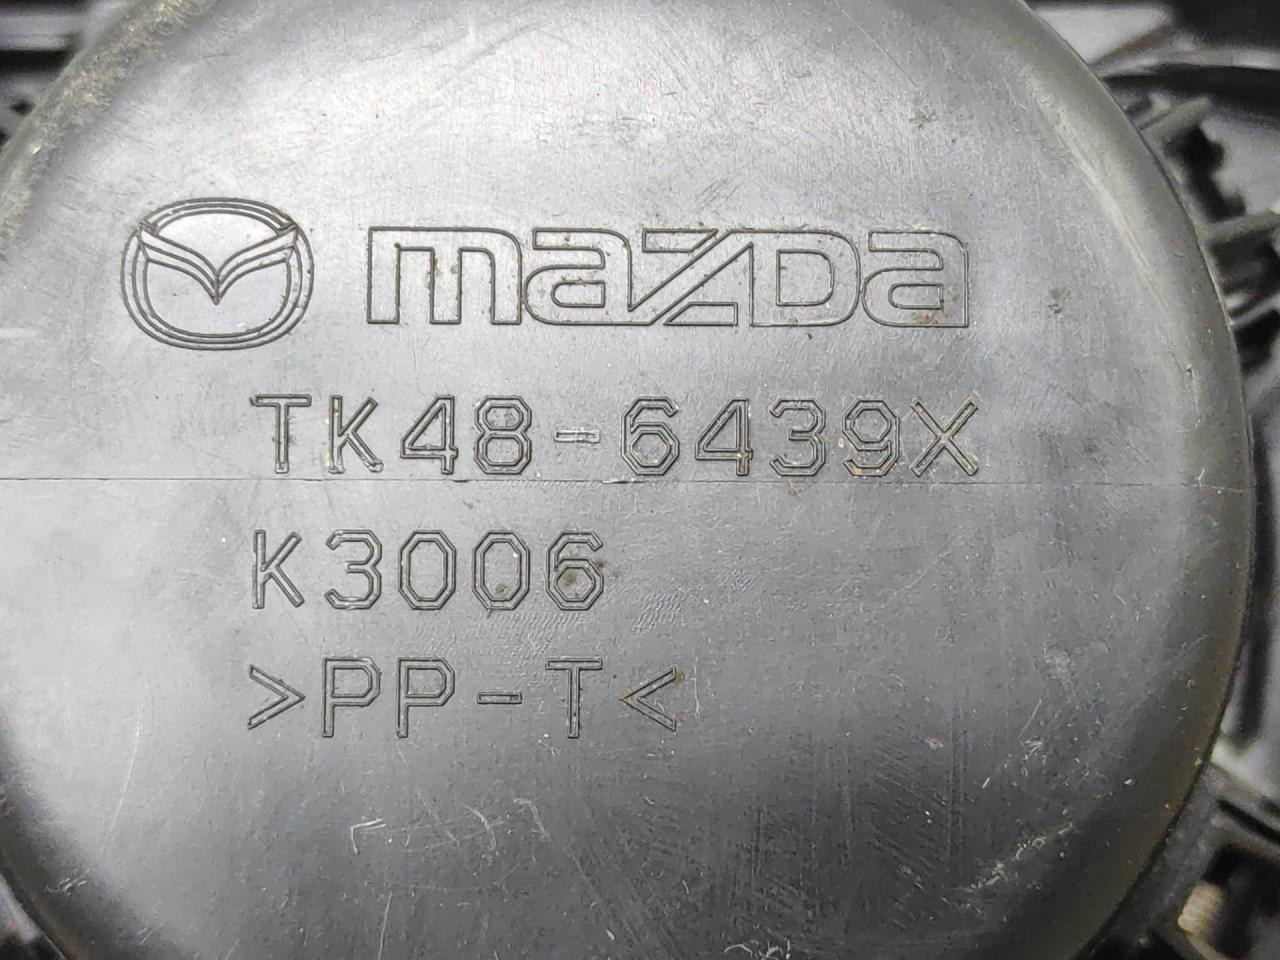 mazda
TK48-6439X
K3006
>PP-T<